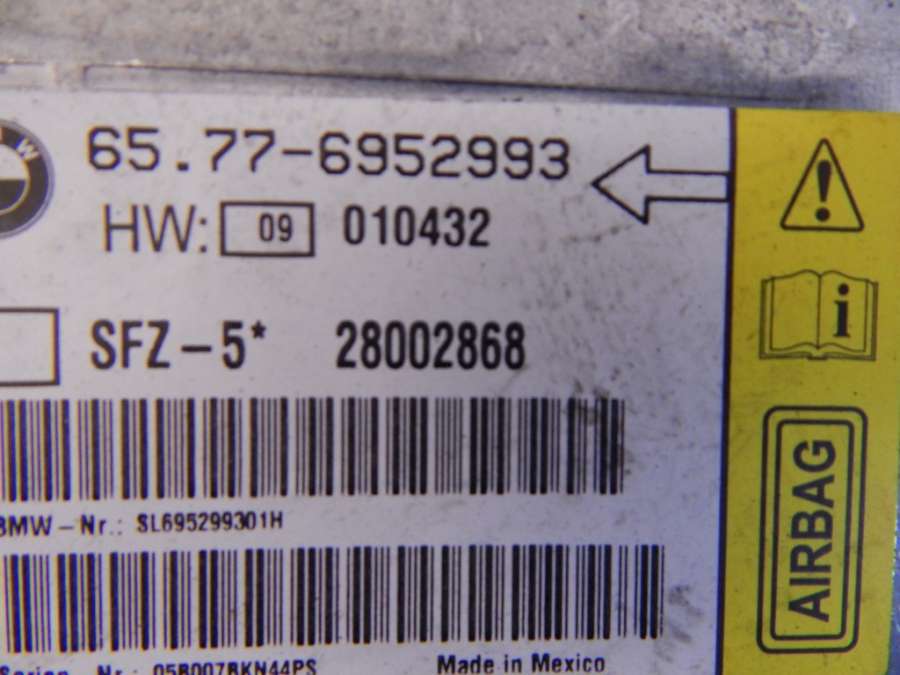 65.77-6952993
HW: 09 010432
SFZ-5* 28002868
BMW-Nr.: SL695299301H
Made in Mexico
AIRBAG